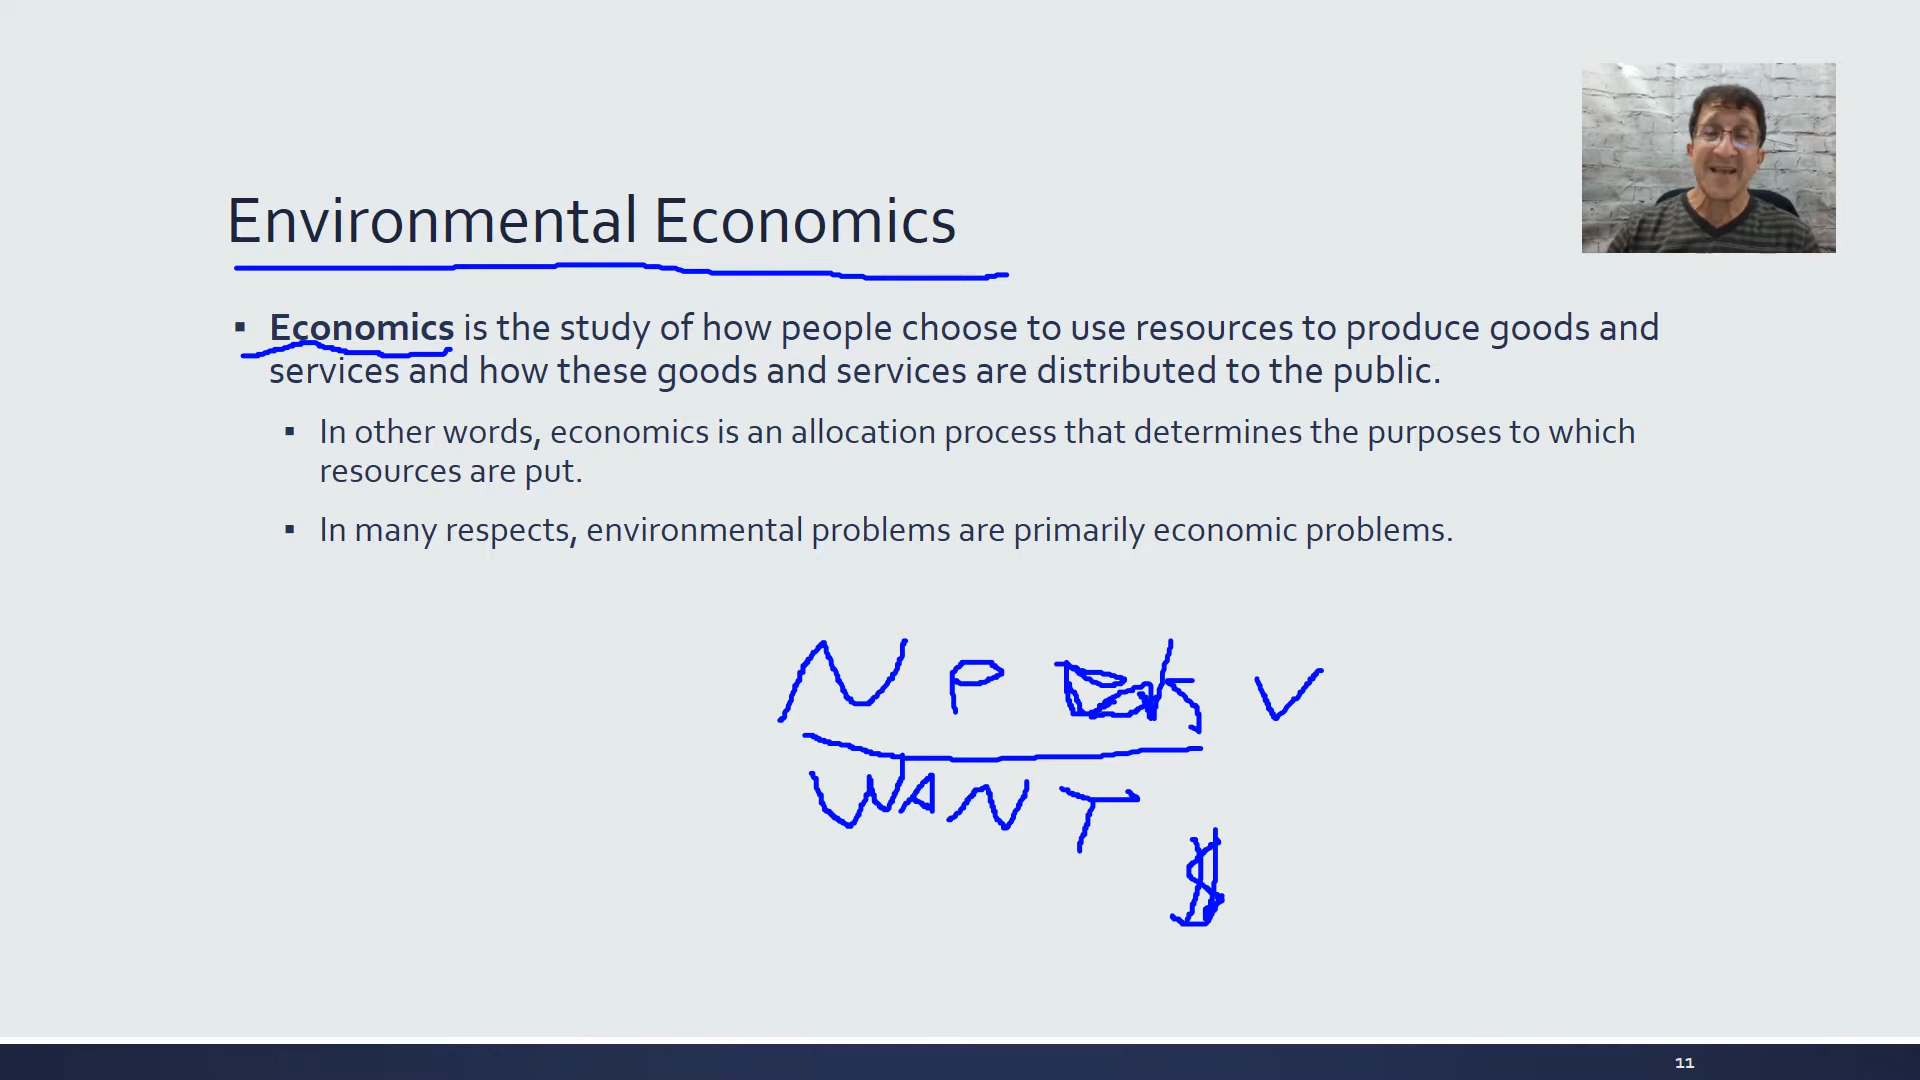 Environmental Economics
▪ Economics is the study of how people choose to use resources to produce goods and
services and how these goods and services are distributed to the public.
▪ In other words, economics is an allocation process that determines the purposes to which
resources are put.
▪ In many respects, environmental problems are primarily economic problems.
N P V
WANT
$
11